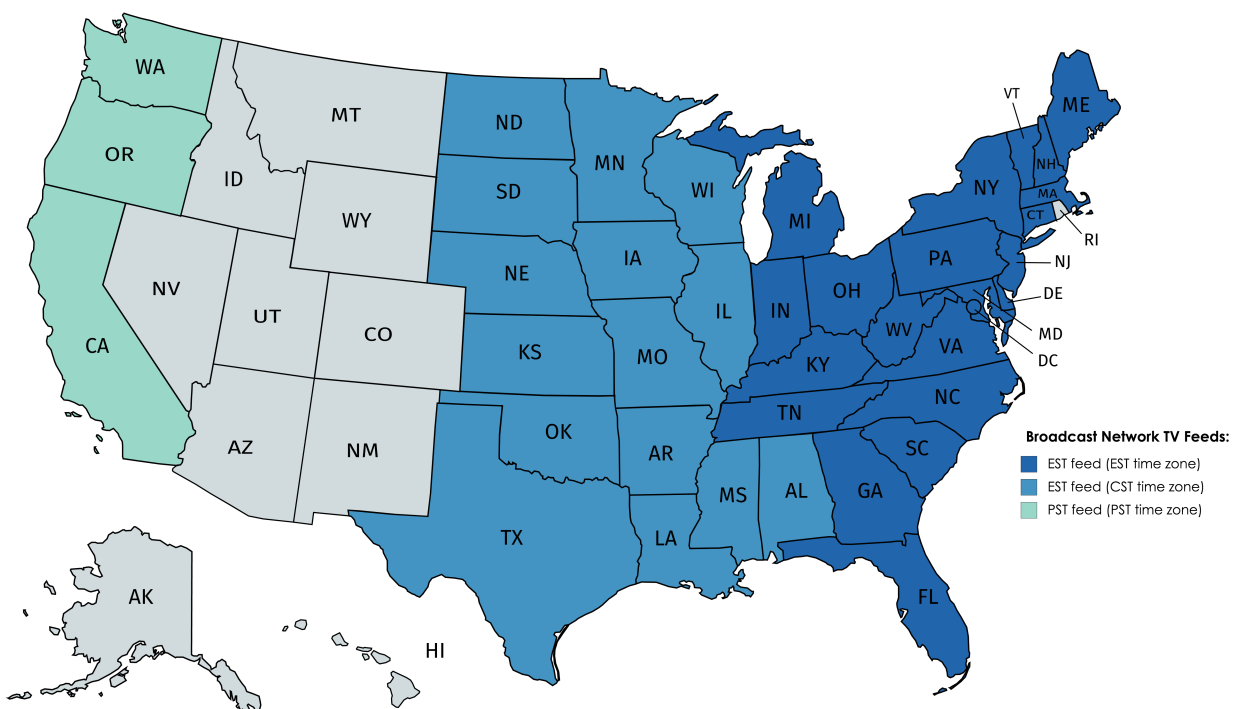 WA
MT
ND
OR
ID
MN
SD
WI
WY
NE
IA
MI
NV
UT
CO
IL
IN
OH
CA
KS
MO
KY
WV
VA
AZ
NM
OK
AR
TN
NC
SC
TX
LA
MS
AL
GA
FL
AK
HI
VT
ME
NH
NY
MA
CT
RI
PA
NJ
DE
MD
DC
Broadcast Network TV Feeds:
EST feed (EST time zone)
EST feed (CST time zone)
PST feed (PST time zone)